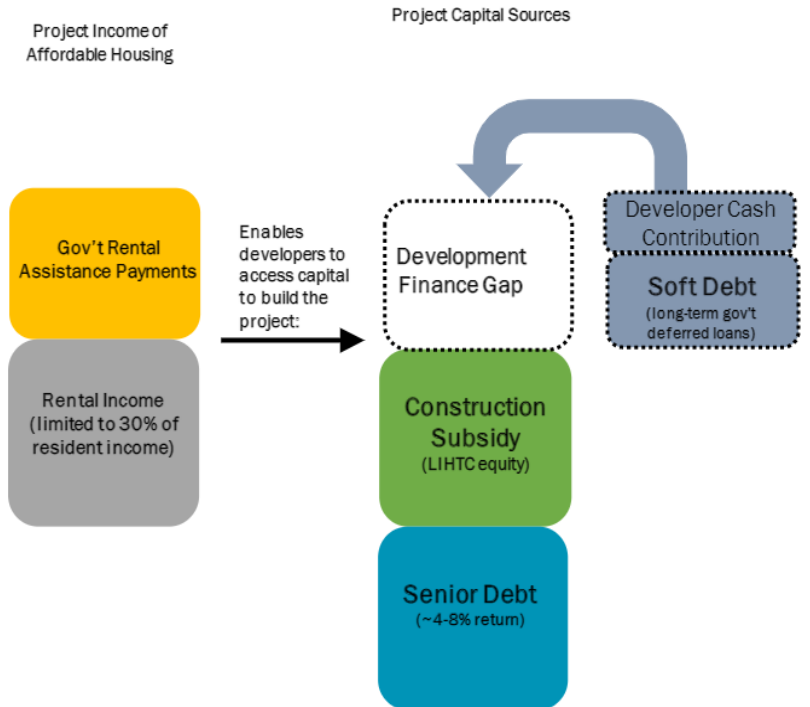 Project Income of
Affordable Housing
Project Capital Sources
Gov't Rental
Assistance Payments
Rental Income
(limited to 30% of
resident income)
Enables
developers to
access capital
to build the
project:
Development
Finance Gap
Construction
Subsidy
(LIHTC equity)
Senior Debt
(~4-8% return)
Developer Cash
Contribution
Soft Debt
(long-term gov't
deferred loans)